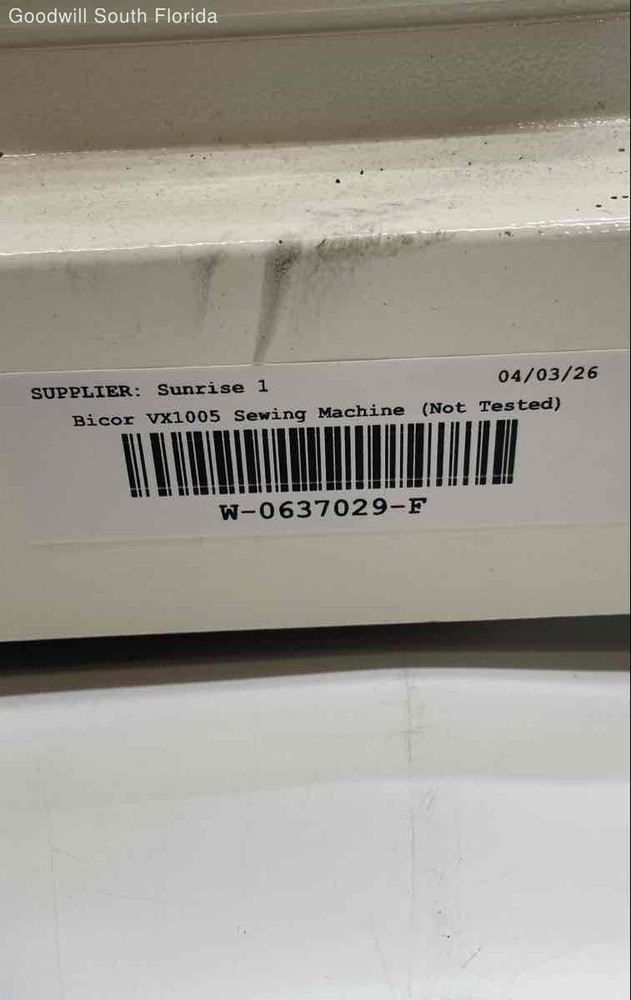 Goodwill South Florida
SUPPLIER: Sunrise 1 04/03/26
Bicor VX1005 Sewing Machine (Not Tested)
W-0637029-F